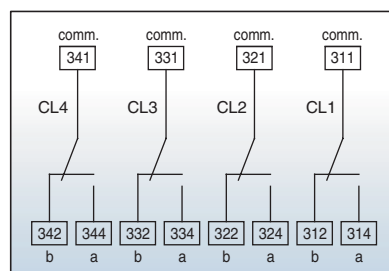 comm. comm. comm. comm.
341 331 321 311
CL4 CL3 CL2 CL1
342 344 332 334 322 324 312 314
b a b a b a b a